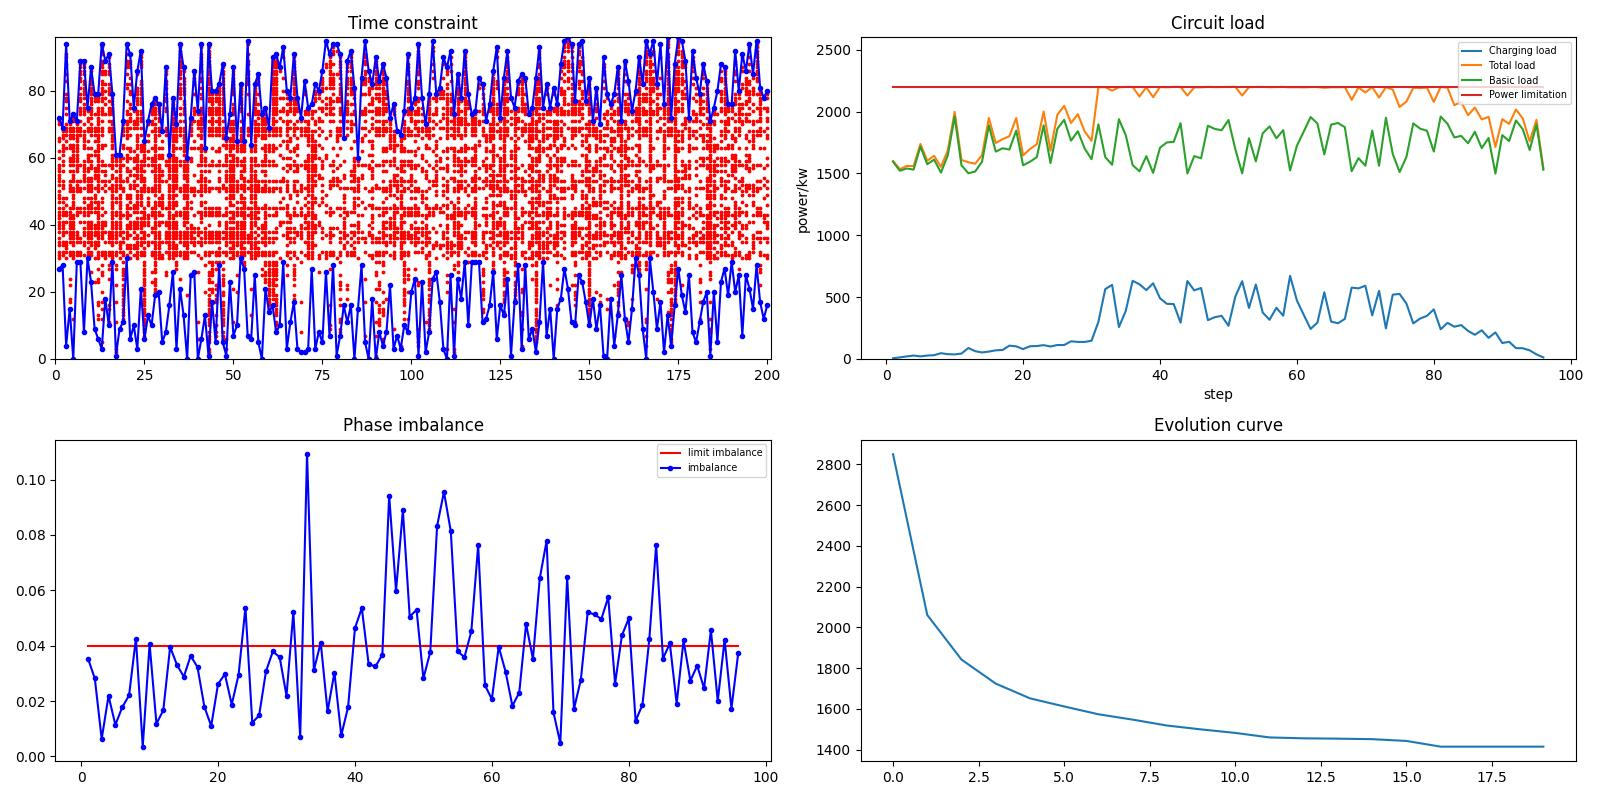 Time constraint
80
60
40
20
0
0 25 50 75 100 125 150 175 200
Circuit load
power/kw
2500
2000
1500
1000
500
0
Charging load
Total load
Basic load
Power limitation
0 20 40 60 80 100
step
Phase imbalance
0.10
0.08
0.06
0.04
0.02
0.00
limit imbalance
imbalance
0 20 40 60 80 100
Evolution curve
2800
2600
2400
2200
2000
1800
1600
1400
0.0 2.5 5.0 7.5 10.0 12.5 15.0 17.5